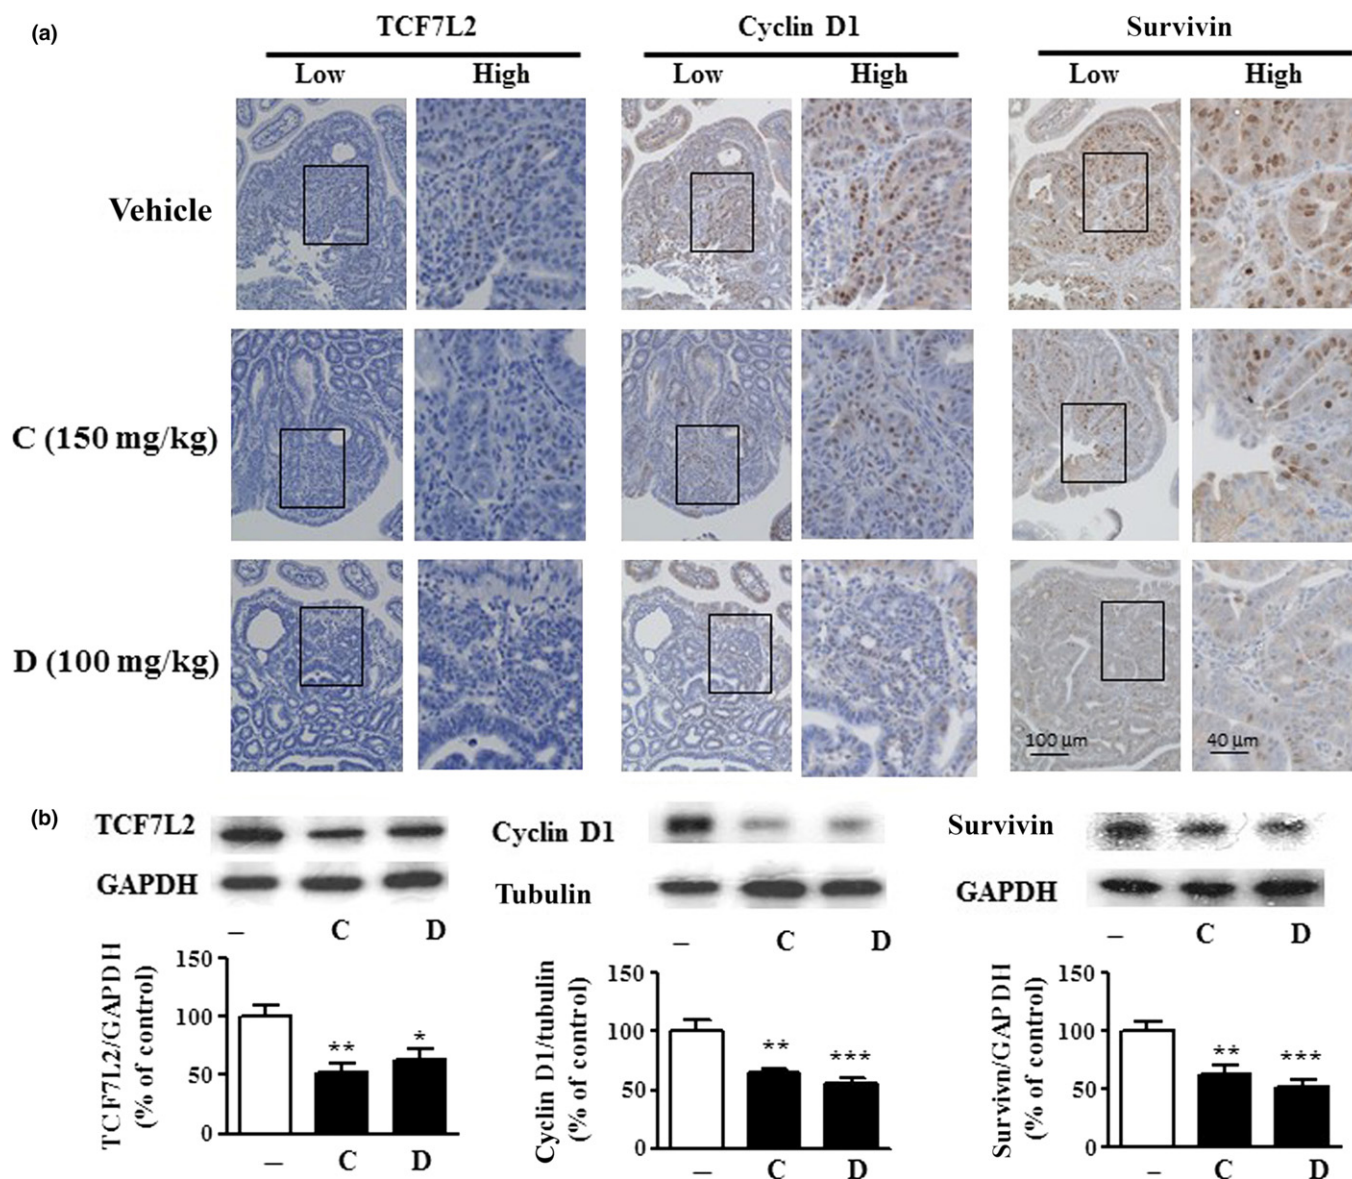 (a)
TCF7L2 Cyclin D1 Survivin
Low High Low High Low High
Vehicle
C (150 mg/kg)
D (100 mg/kg)
100 μm 40 μm
(b)
TCF7L2
GAPDH
– C D
TCF7L2/GAPDH
(% of control)
150
100
50
0
** *
– C D
Cyclin D1
Tubulin
– C D
Cyclin D1/tubulin
(% of control)
150
100
50
0
** ***
– C D
Survivin
GAPDH
– C D
Survivn/GAPDH
(% of control)
150
100
50
0
** ***
– C D